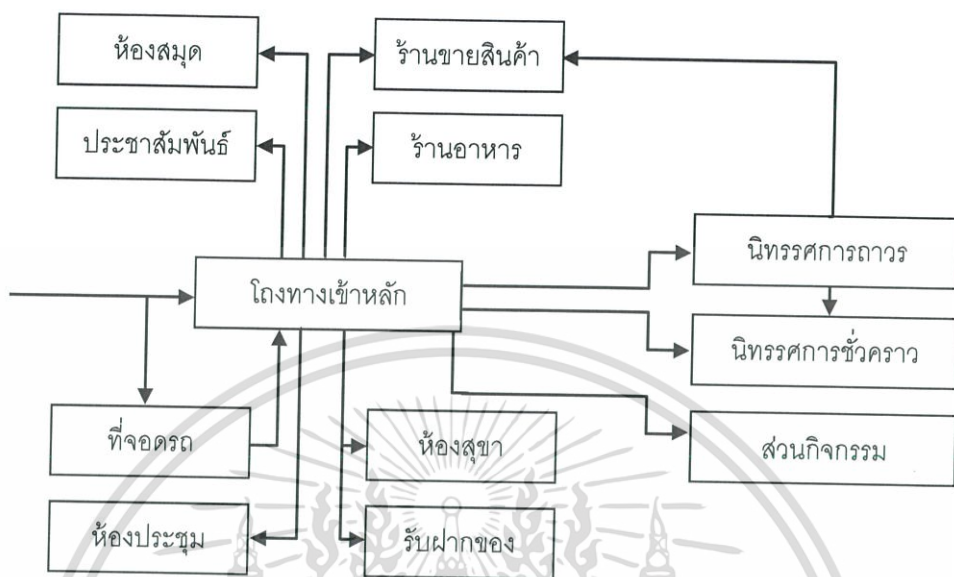 ห้องสมุด
ร้านขายสินค้า
ประชาสัมพันธ์
ร้านอาหาร
นิทรรศการถาวร
โถงทางเข้าหลัก
นิทรรศการชั่วคราว
ที่จอดรถ
ห้องสุขา
ส่วนกิจกรรม
ห้องประชุม
รับฝากของ